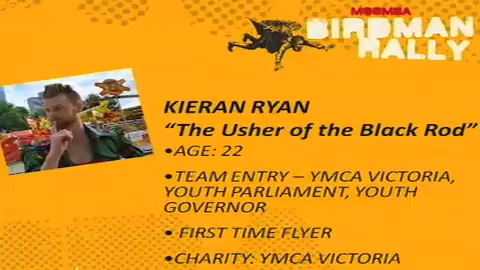 MOOMBA
BIRDMAN
RALLY
KIERAN RYAN
“The Usher of the Black Rod”
•AGE: 22
•TEAM ENTRY – YMCA VICTORIA,
YOUTH PARLIAMENT, YOUTH
GOVERNOR
• FIRST TIME FLYER
•CHARITY: YMCA VICTORIA